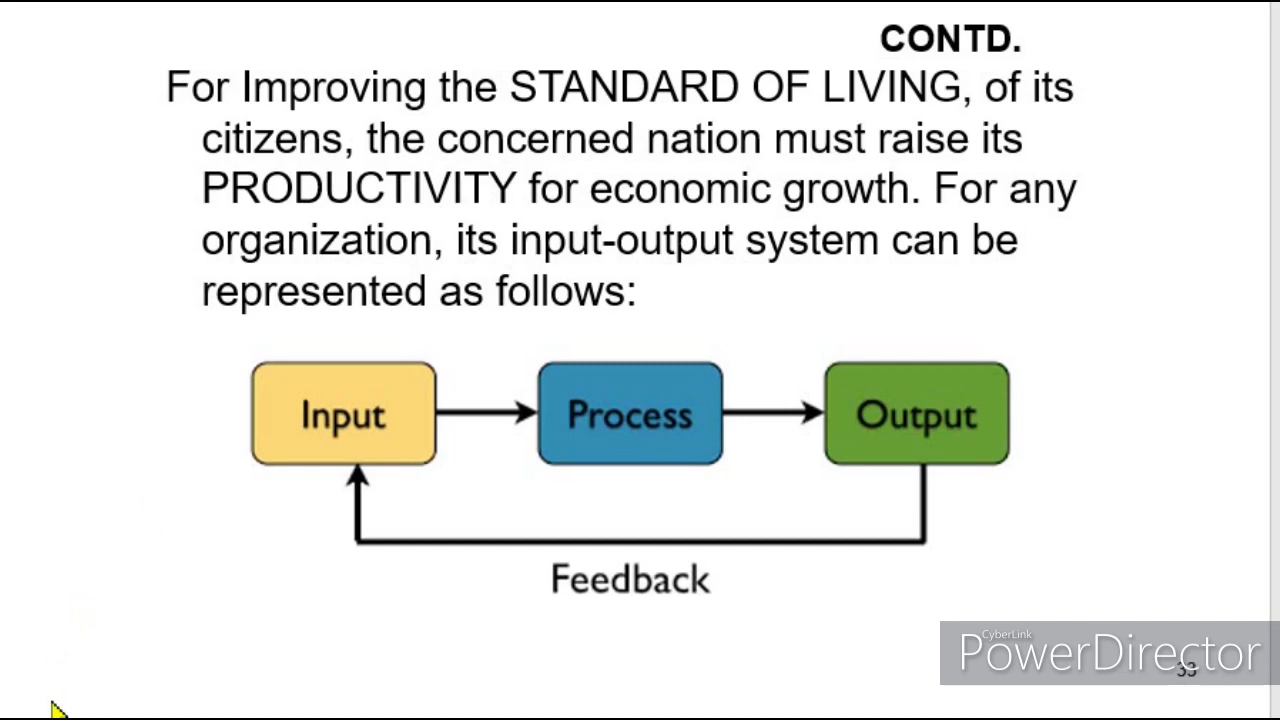 CONTD.
For Improving the STANDARD OF LIVING, of its
citizens, the concerned nation must raise its
PRODUCTIVITY for economic growth. For any
organization, its input-output system can be
represented as follows:
Input
Process
Output
Feedback
CyberLink
PowerDirector
33